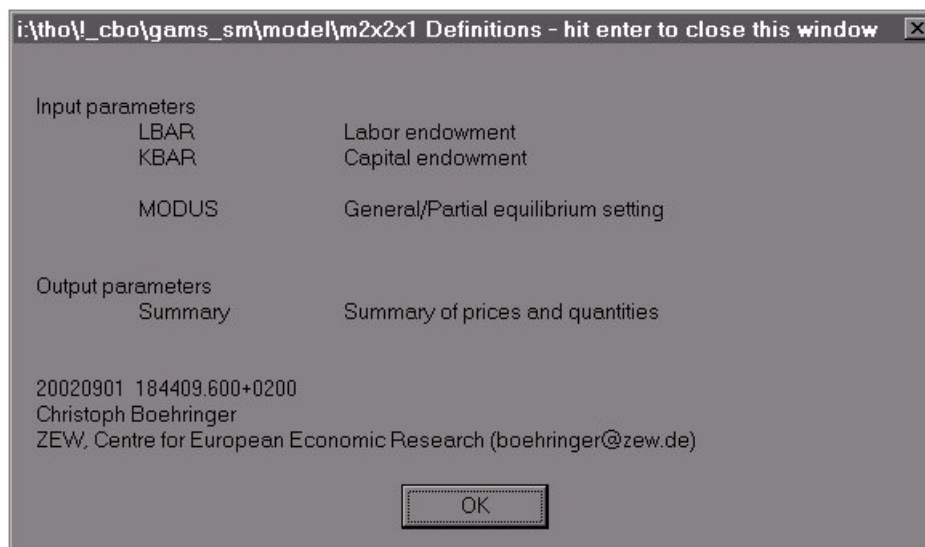 i:\tho\!_cbo\gams_sm\model\m2x2x1 Definitions - hit enter to close this window
Input parameters
LBAR Labor endowment
KBAR Capital endowment
MODUS General/Partial equilibrium setting
Output parameters
Summary Summary of prices and quantities
20020901 184409.600+0200
Christoph Boehringer
ZEW, Centre for European Economic Research (boehringer@zew.de)
OK